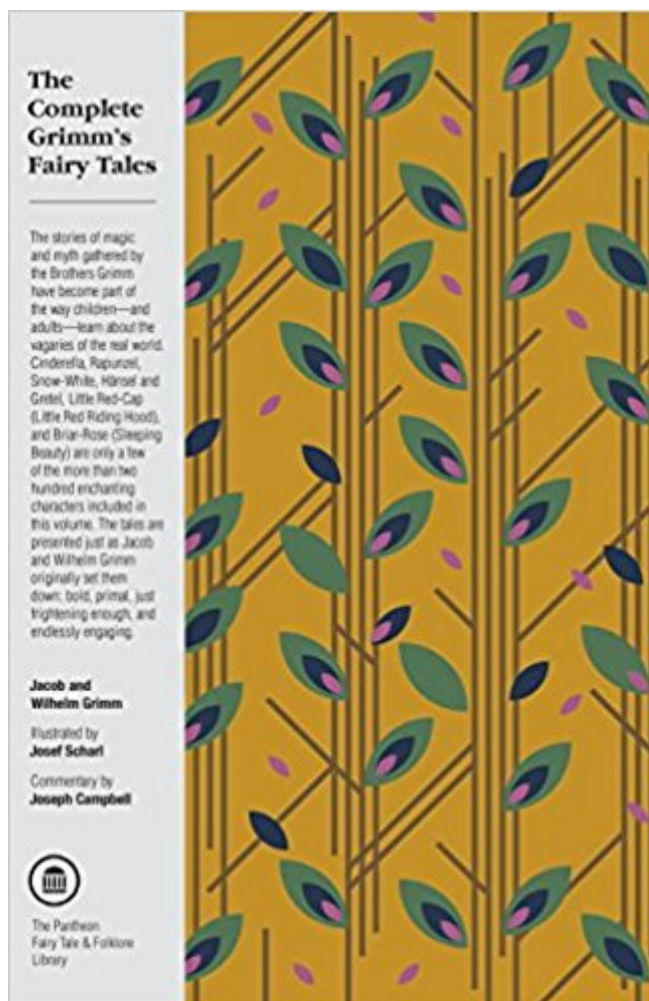 The
Complete
Grimm's
Fairy Tales
The stories of magic
and myth gathered by
the Brothers Grimm
have become part of
the way children—and
adults—learn about the
vagaries of the real world.
Cinderella, Rapunzel,
Snow-White, Hänsel and
Gretel, Little Red-Cap
(Little Red Riding Hood),
and Briar-Rose (Sleeping
Beauty) are only a few
of the more than two
hundred enchanting
characters included in
this volume. The tales are
presented just as Jacob
and Wilhelm Grimm
originally set them
down: bold, primal, just
frightening enough, and
endlessly engaging.
Jacob and
Wilhelm Grimm
Illustrated by
Josef Scharl
Commentary by
Joseph Campbell
The Pantheon
Fairy Tale & Folklore
Library